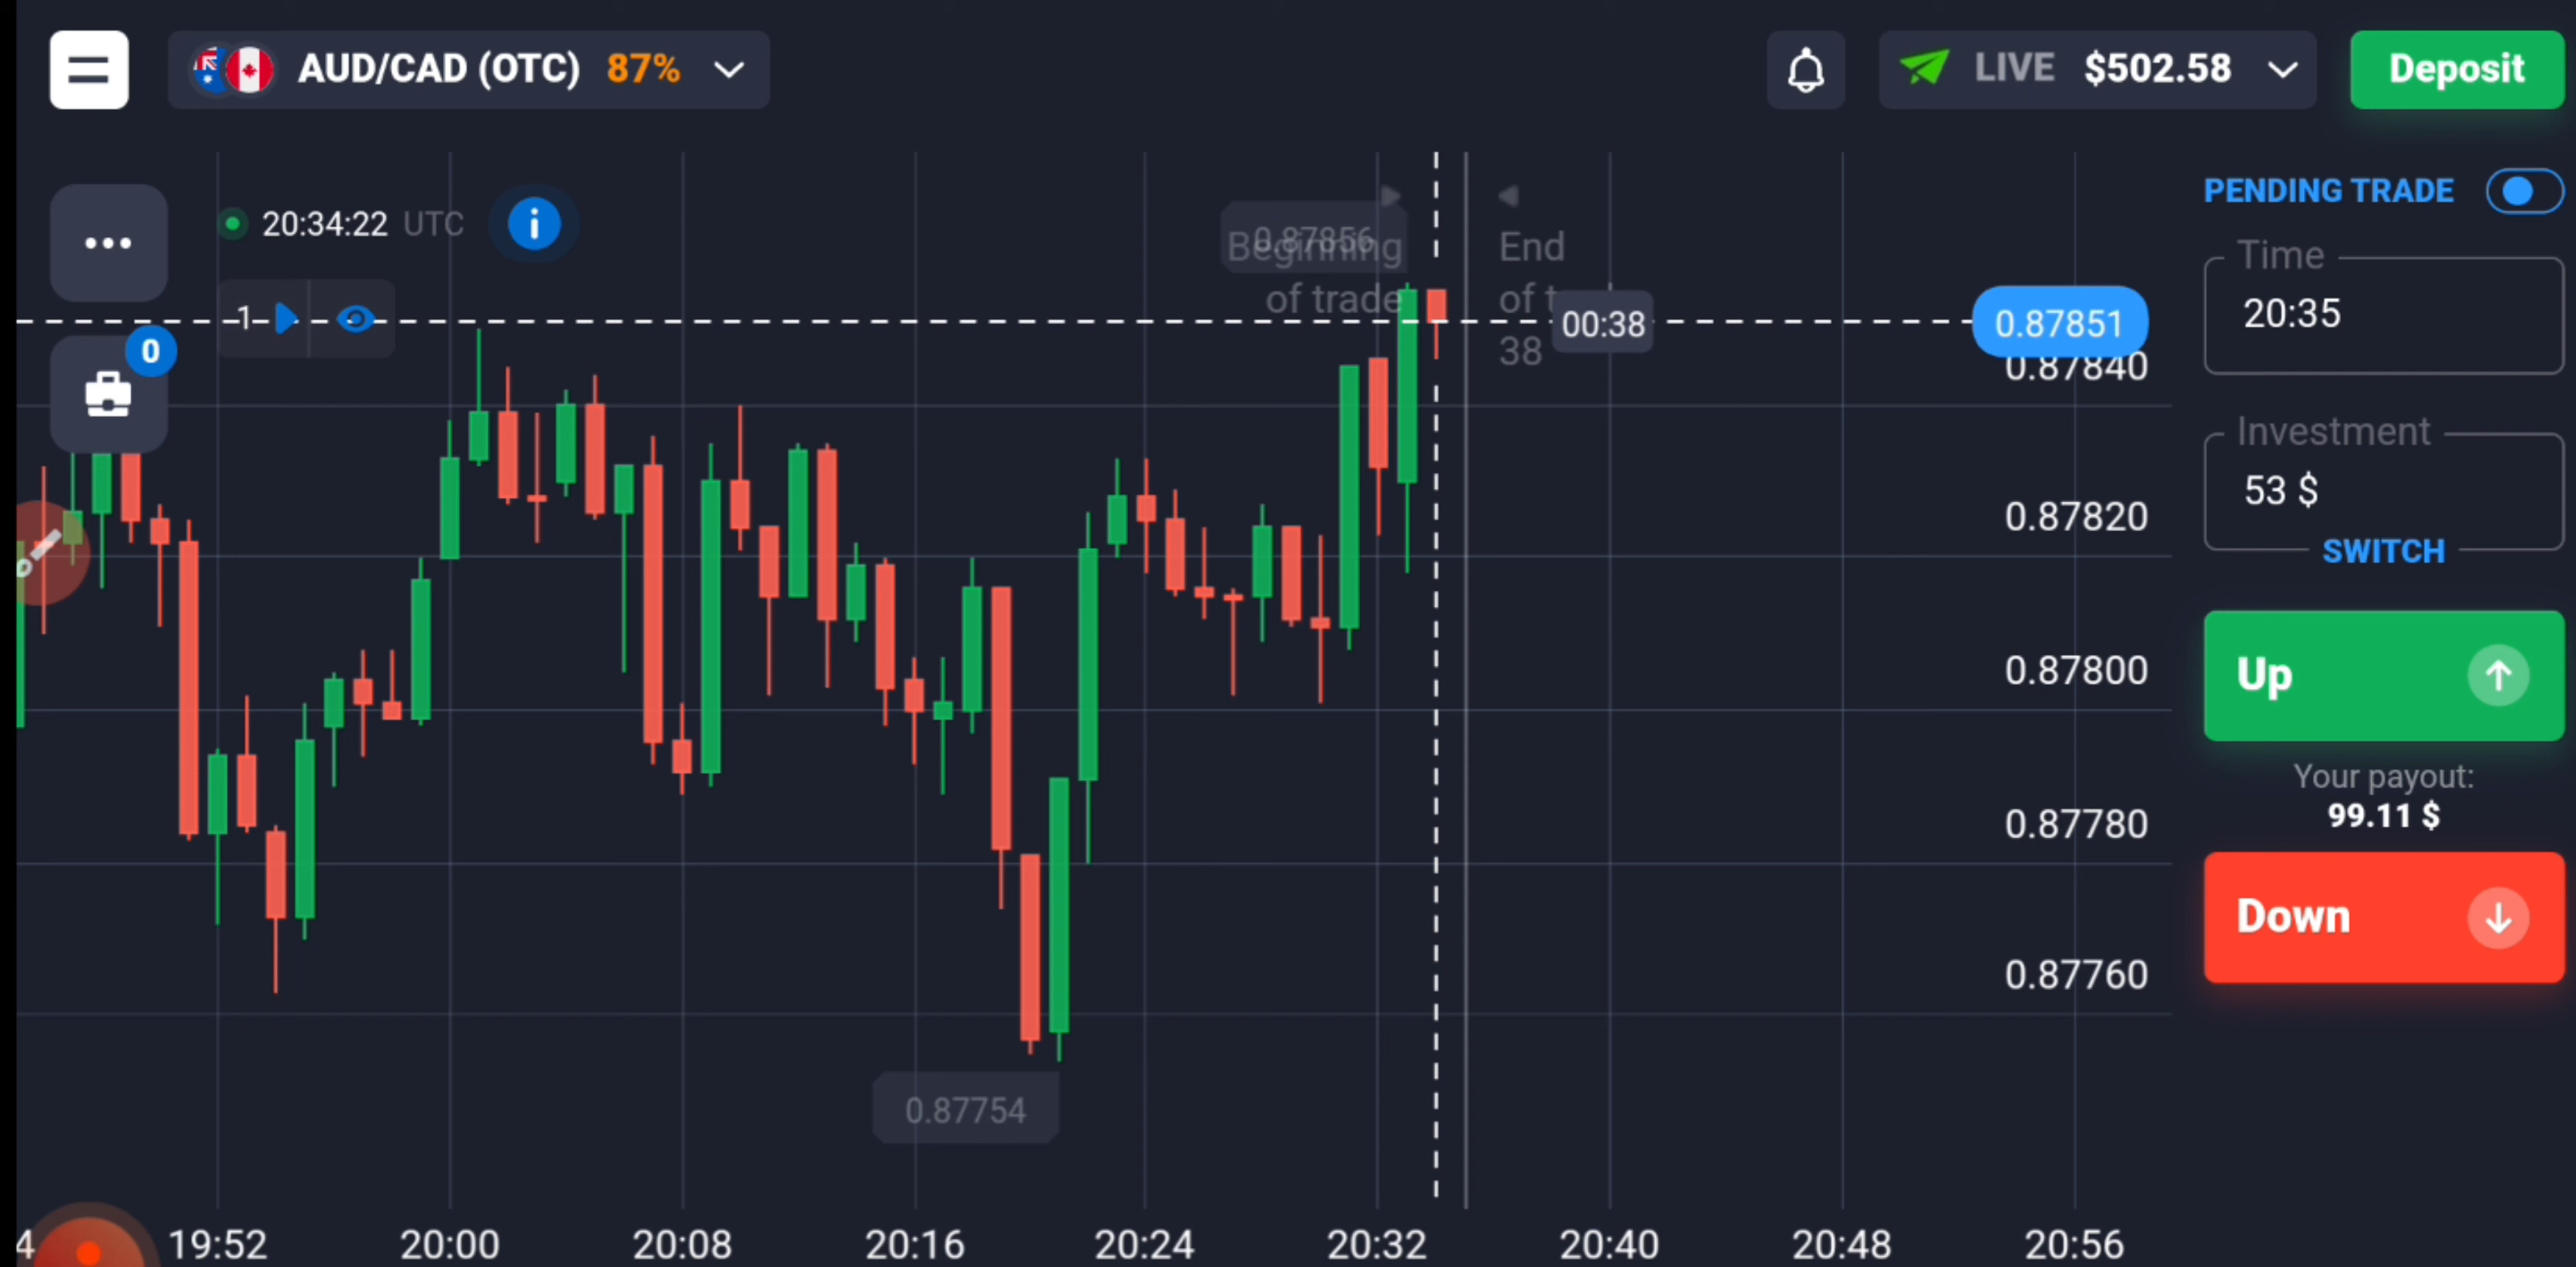 AUD/CAD (OTC) 87%
LIVE $502.58
Deposit
20:34:22 UTC
i
1
0
0.87856
Beginning
of trade
End
of t
38
00:38
0.87851
0.87840
0.87820
0.87800
0.87780
0.87760
0.87754
PENDING TRADE
Time
20:35
Investment
53 $
SWITCH
Up
Your payout:
99.11 $
Down
4 19:52 20:00 20:08 20:16 20:24 20:32 20:40 20:48 20:56